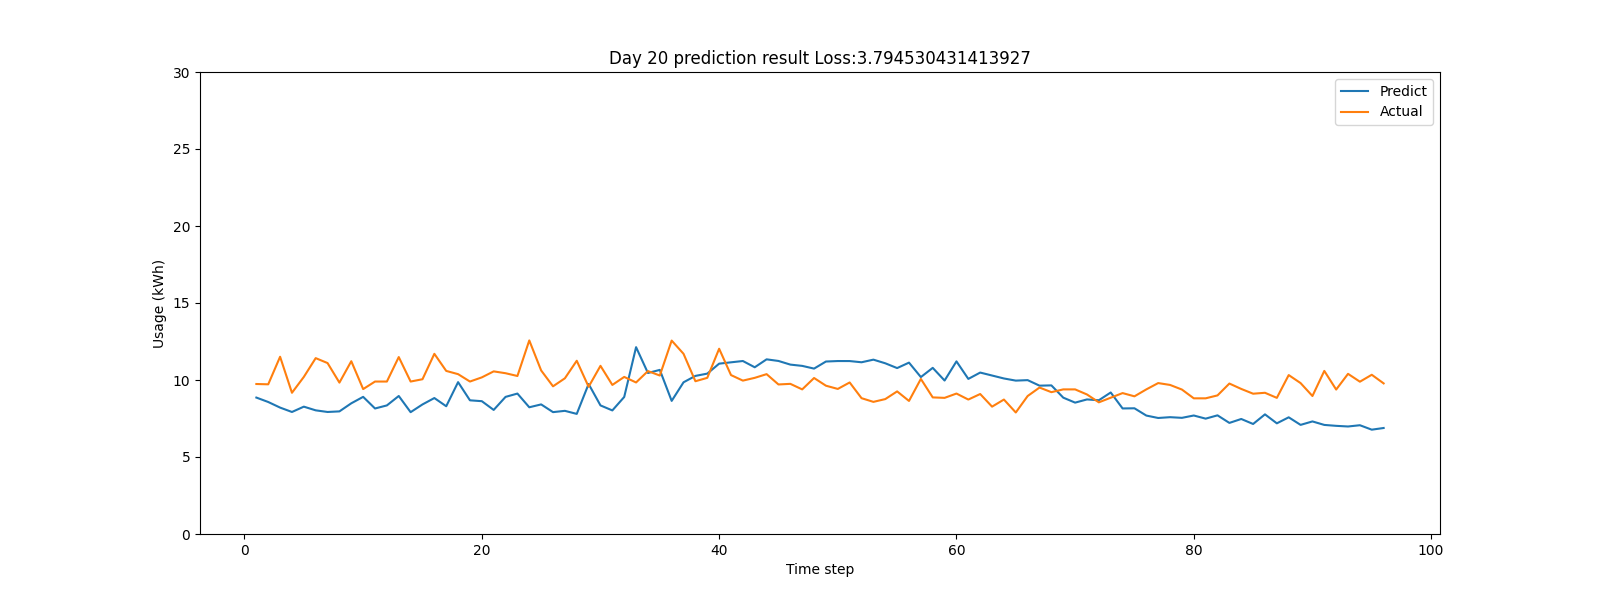 Day 20 prediction result Loss:3.794530431413927
30
25
20
15
10
5
0
Usage (kWh)
Predict
Actual
0
20
40
60
80
100
Time step